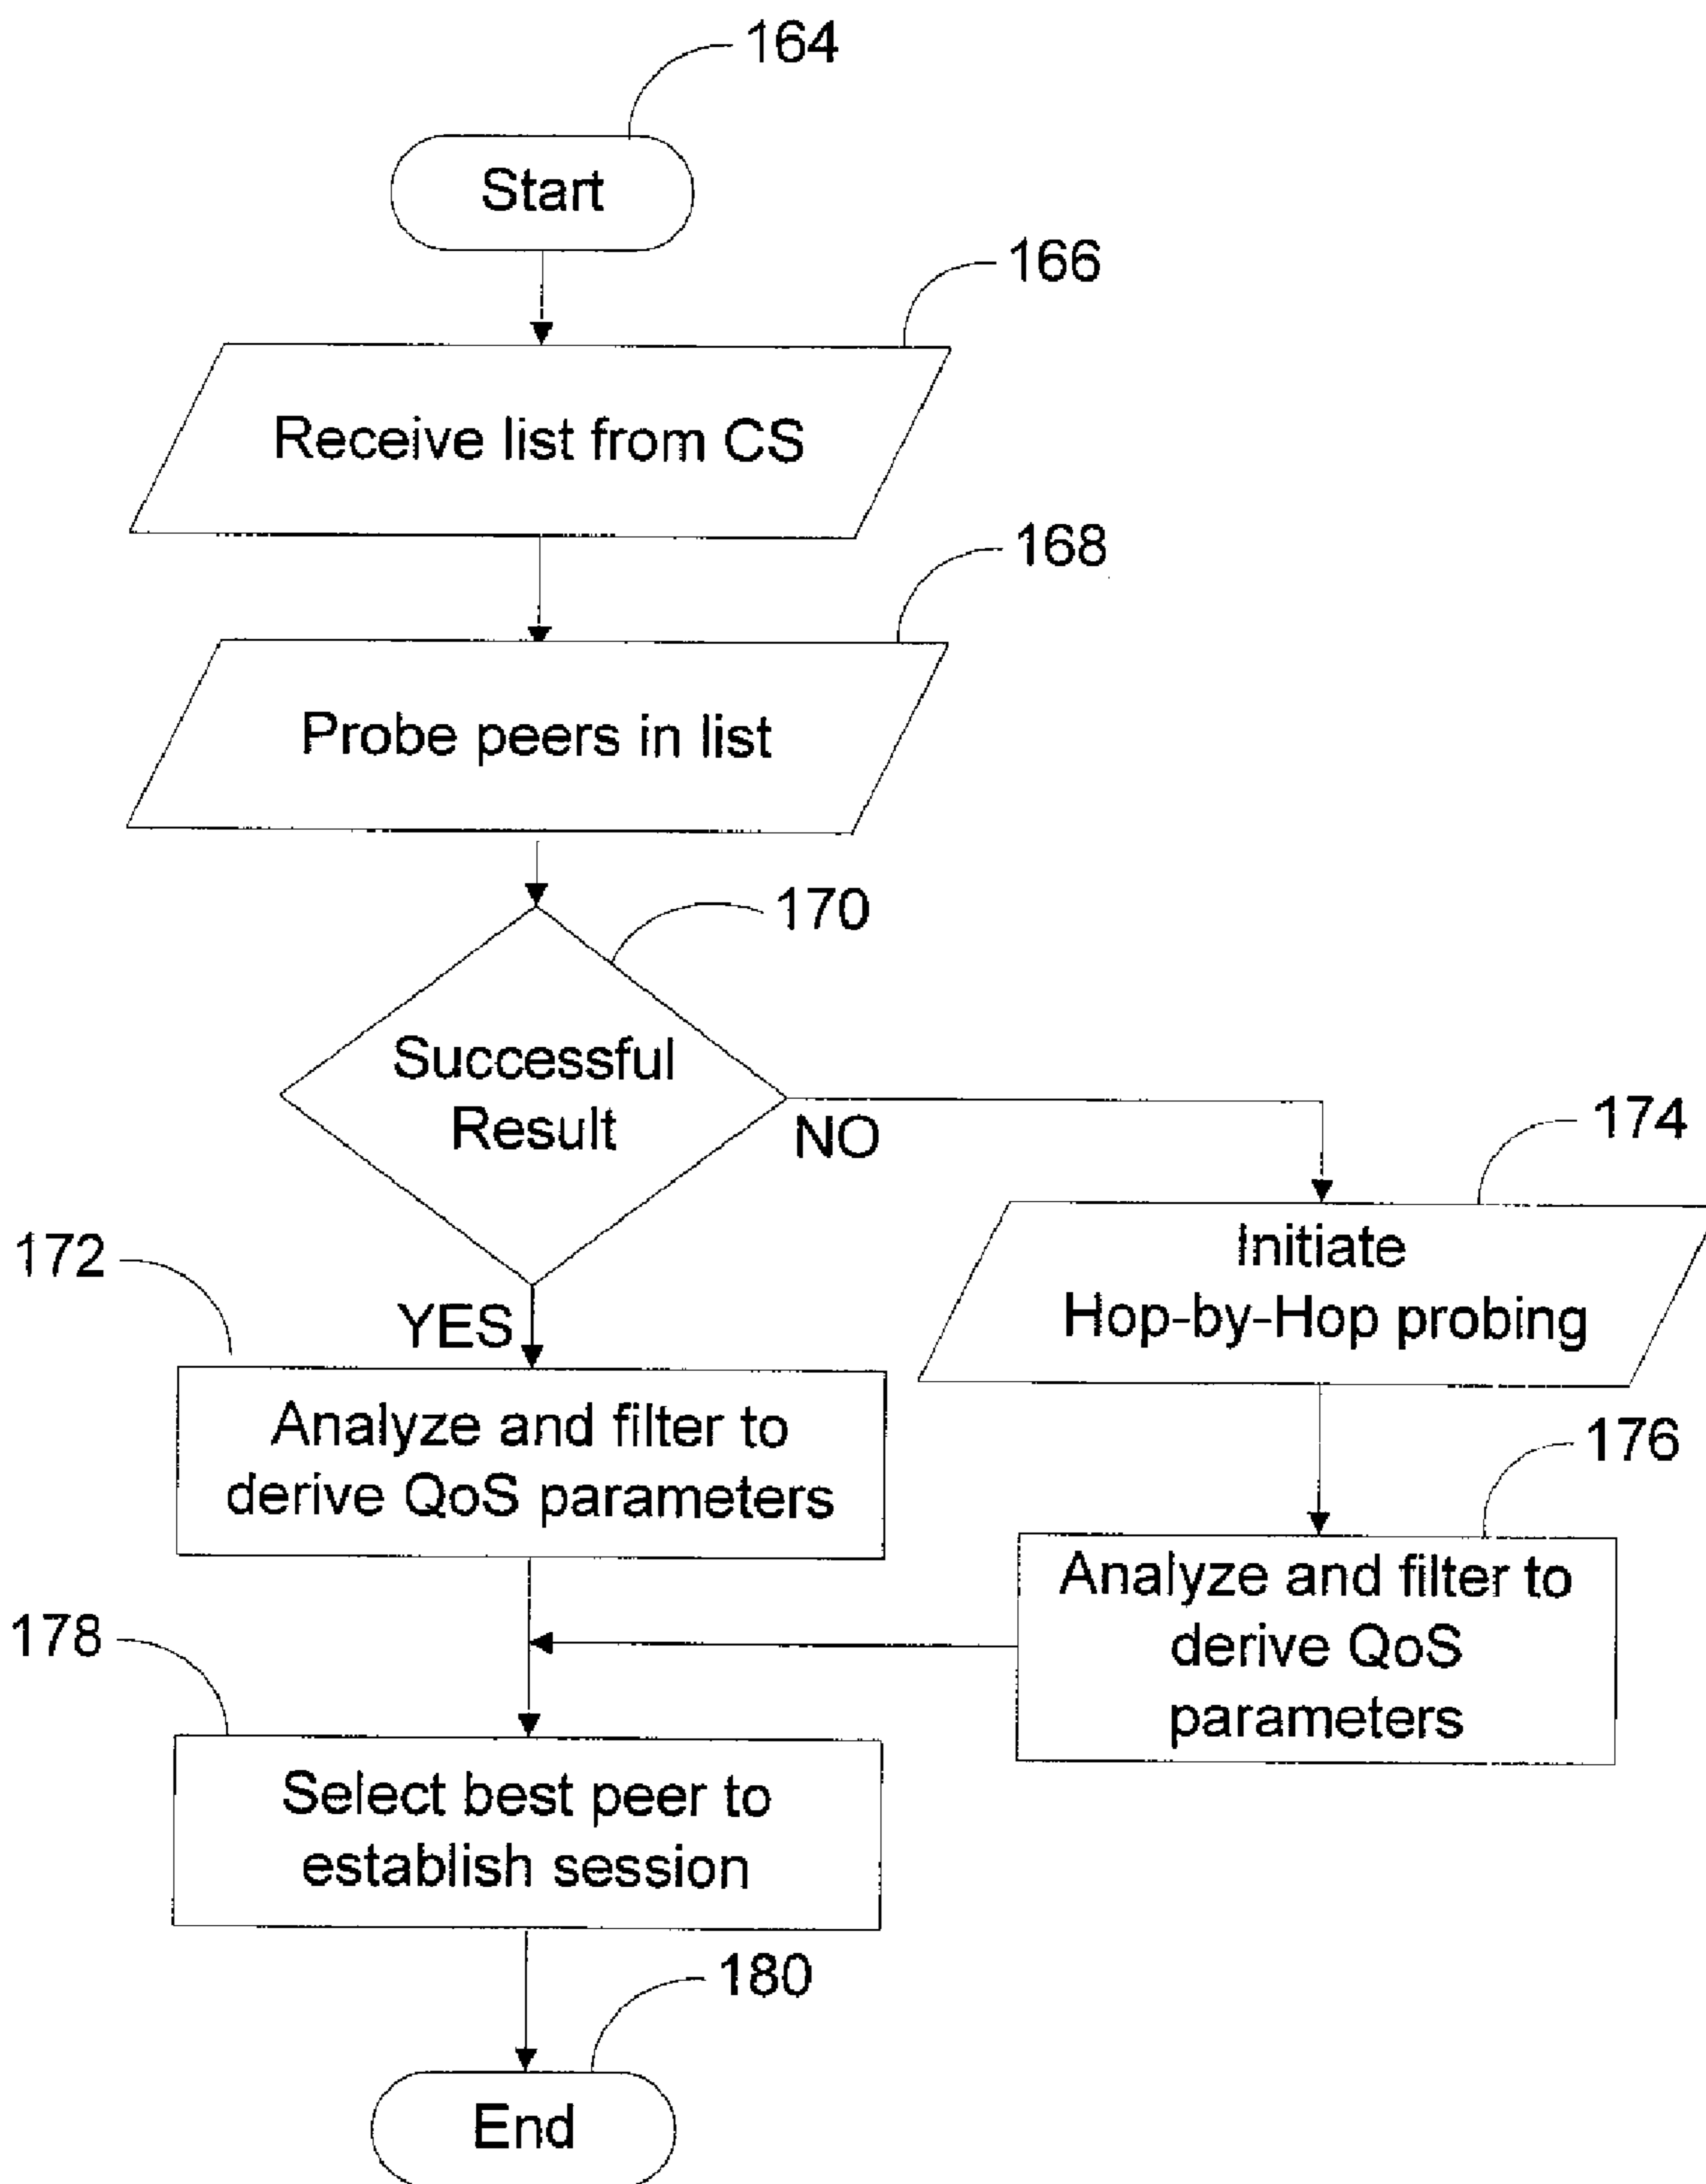 164
Start
166
Receive list from CS
168
Probe peers in list
170
Successful
Result
NO
174
Initiate
Hop-by-Hop probing
172
YES
Analyze and filter to
derive QoS parameters
176
Analyze and filter to
derive QoS
parameters
178
Select best peer to
establish session
180
End